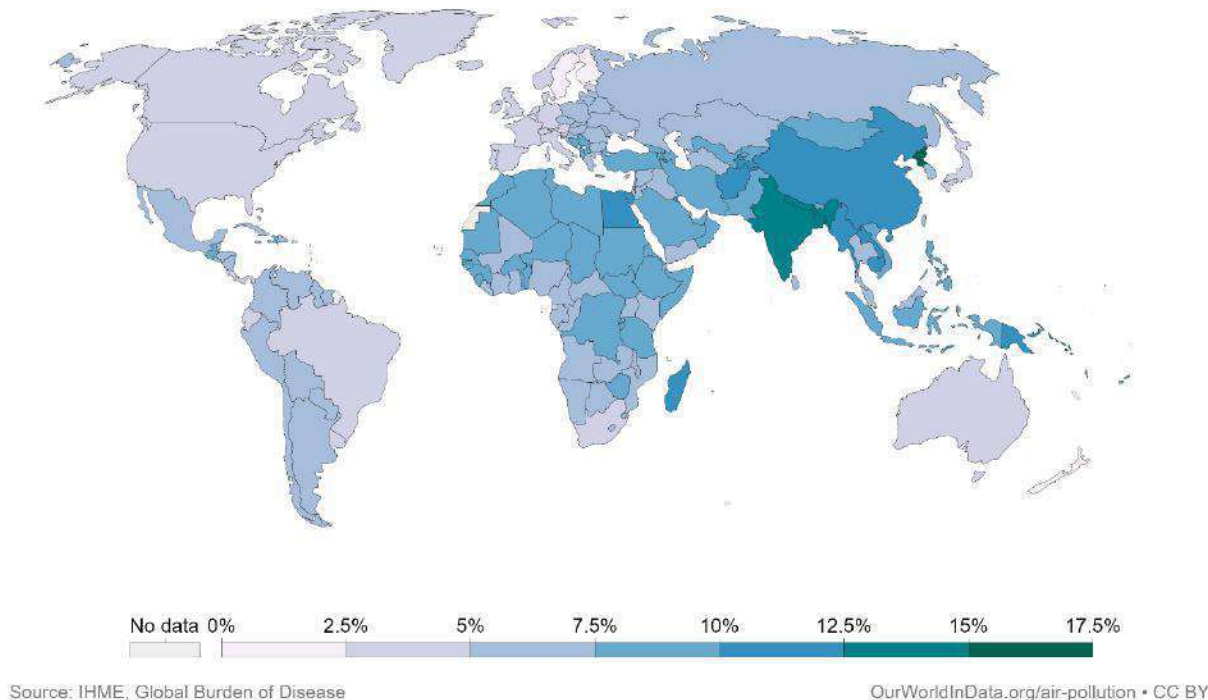 No data 0% 2.5% 5% 7.5% 10% 12.5% 15% 17.5%
Source: IHME, Global Burden of Disease OurWorldInData.org/air-pollution • CC BY